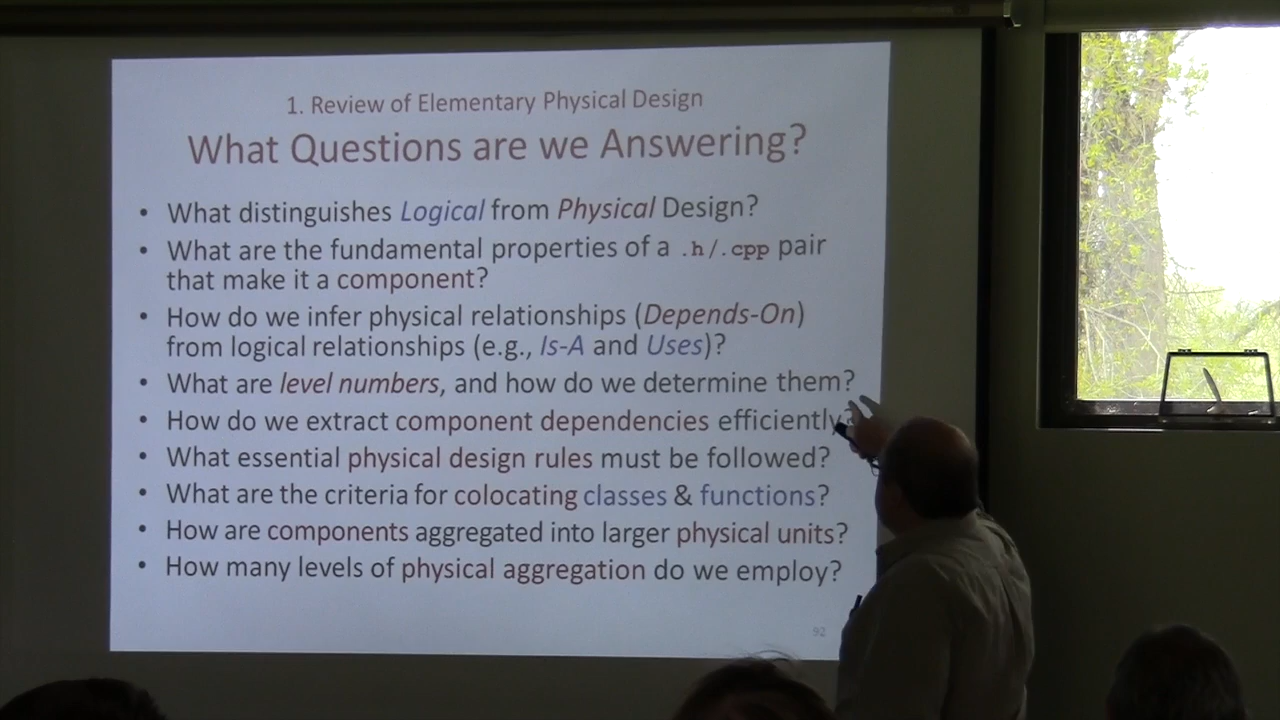 1. Review of Elementary Physical Design
What Questions are we Answering?
• What distinguishes Logical from Physical Design?
• What are the fundamental properties of a .h/.cpp pair
that make it a component?
• How do we infer physical relationships (Depends-On)
from logical relationships (e.g., Is-A and Uses)?
• What are level numbers, and how do we determine them?
• How do we extract component dependencies efficiently?
• What essential physical design rules must be followed?
• What are the criteria for colocating classes & functions?
• How are components aggregated into larger physical units?
• How many levels of physical aggregation do we employ?
92